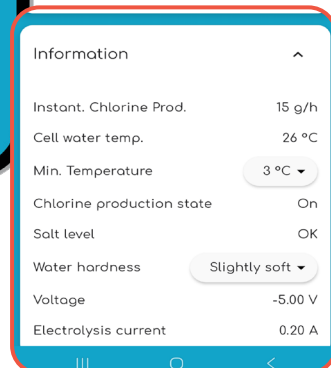 Information
Instant. Chlorine Prod. 15 g/h
Cell water temp. 26 °C
Min. Temperature 3 °C
Chlorine production state On
Salt level OK
Water hardness Slightly soft
Voltage -5.00 V
Electrolysis current 0.20 A